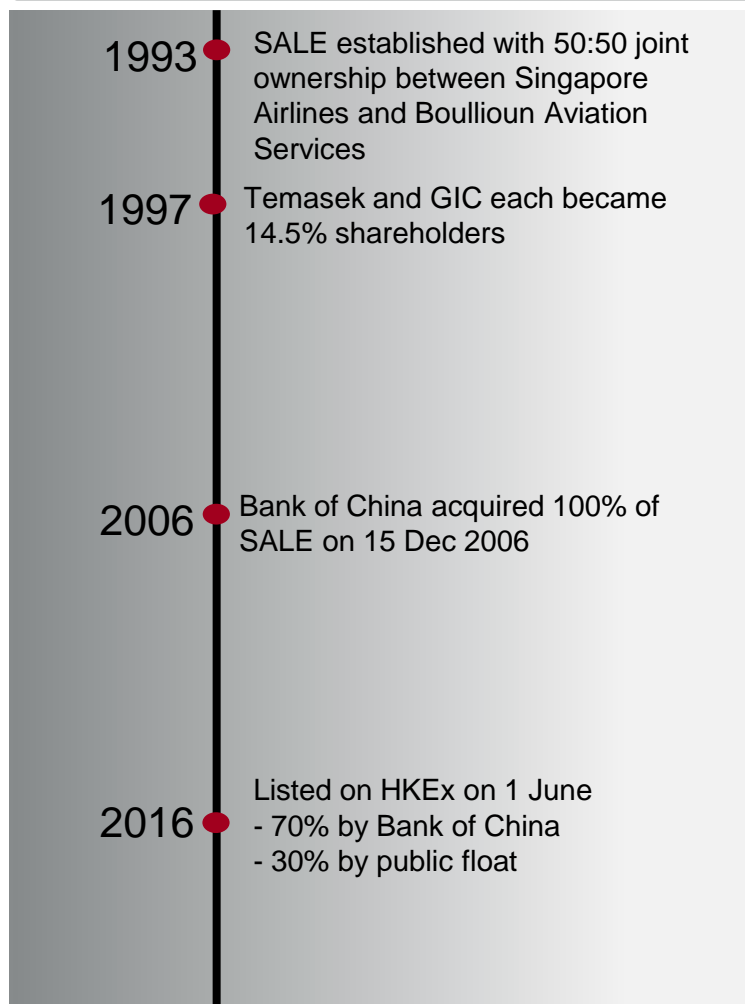 1993
SALE established with 50:50 joint
ownership between Singapore
Airlines and Boullioun Aviation
Services
1997
Temasek and GIC each became
14.5% shareholders
2006
Bank of China acquired 100% of
SALE on 15 Dec 2006
2016
Listed on HKEx on 1 June
- 70% by Bank of China
- 30% by public float